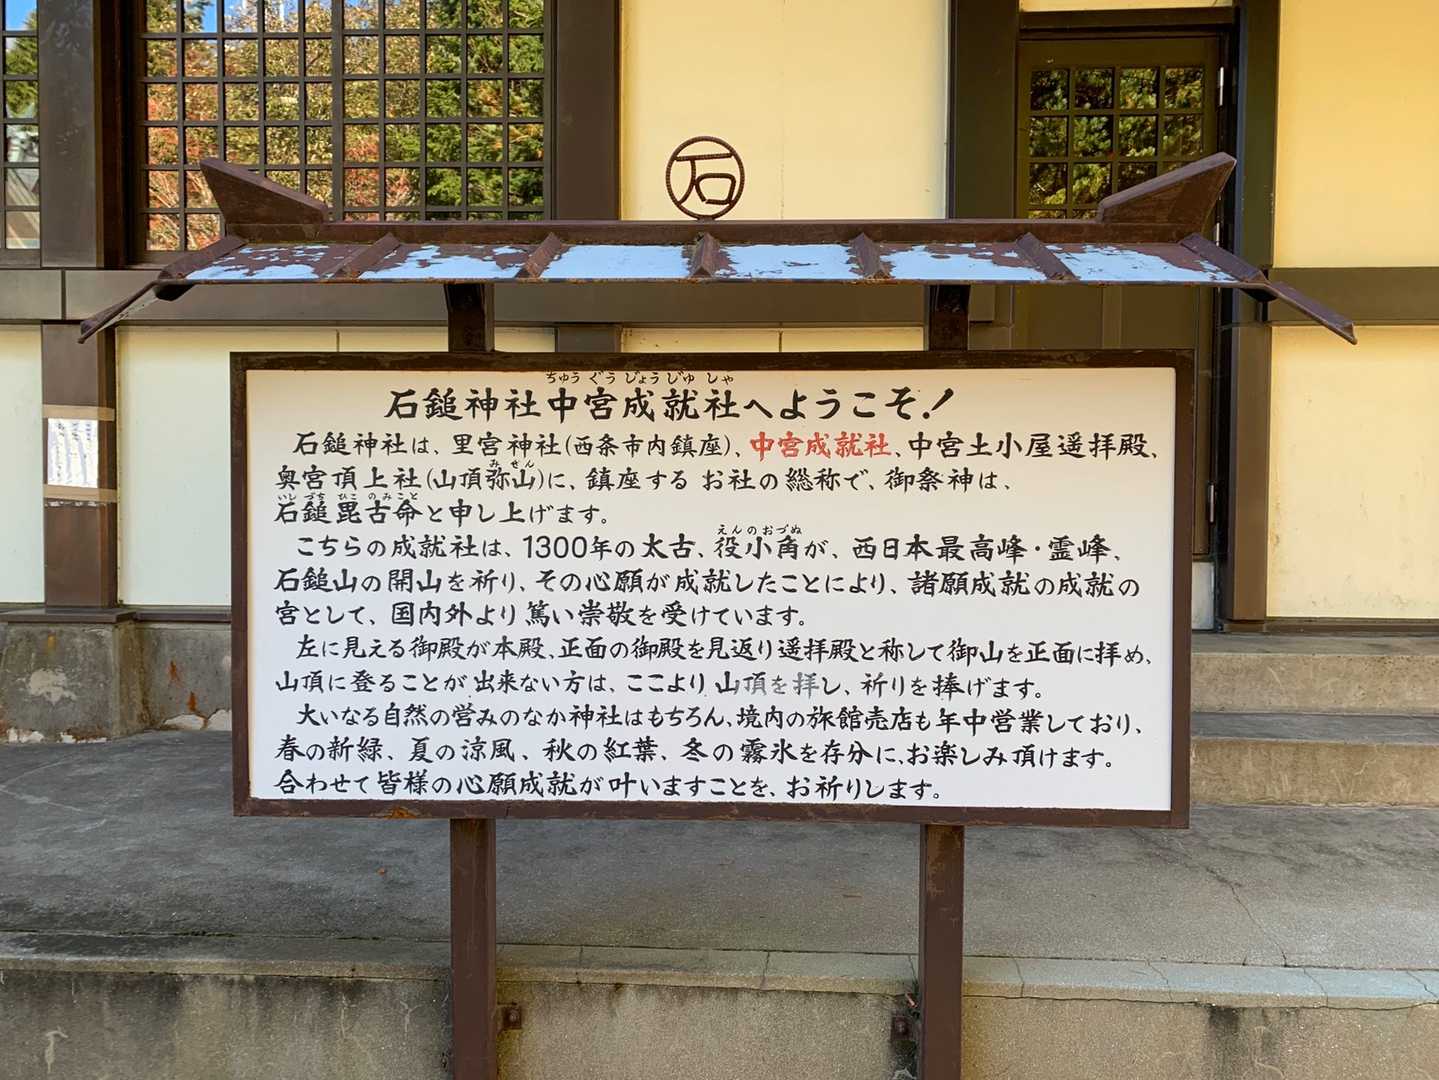 石
ちゅうぐうじょうじゅしゃ
石鎚神社中宮成就社へようこそ!
石鎚神社は、里宮神社(西条市内鎮座)、中宮成就社、中宮土小屋遥拝殿、
みせん
奥宮頂上社(山頂弥山)に、鎮座する お社の総称で、御祭神は、
いしづちひこのみこと
石鎚毘古命と申し上げます。
えんのおづぬ
こちらの成就社は、1300年の太古、役小角が、西日本最高峰・霊峰、
石鎚山の開山を祈り、その心願が成就したことにより、諸願成就の成就の
宮として、国内外より篤い崇敬を受けています。
左に見える御殿が本殿、正面の御殿を見返り遥拝殿と称して御山を正面に拝め、
山頂に登ることが出来ない方は、ここより山頂を拝し、祈りを捧げます。
大いなる自然の営みのなか神社はもちろん、境内の旅館売店も年中営業しており、
春の新緑、夏の涼風、秋の紅葉、冬の霧氷を存分に、お楽しみ頂けます。
合わせて皆様の心願成就が叶いますことを、お祈りします。